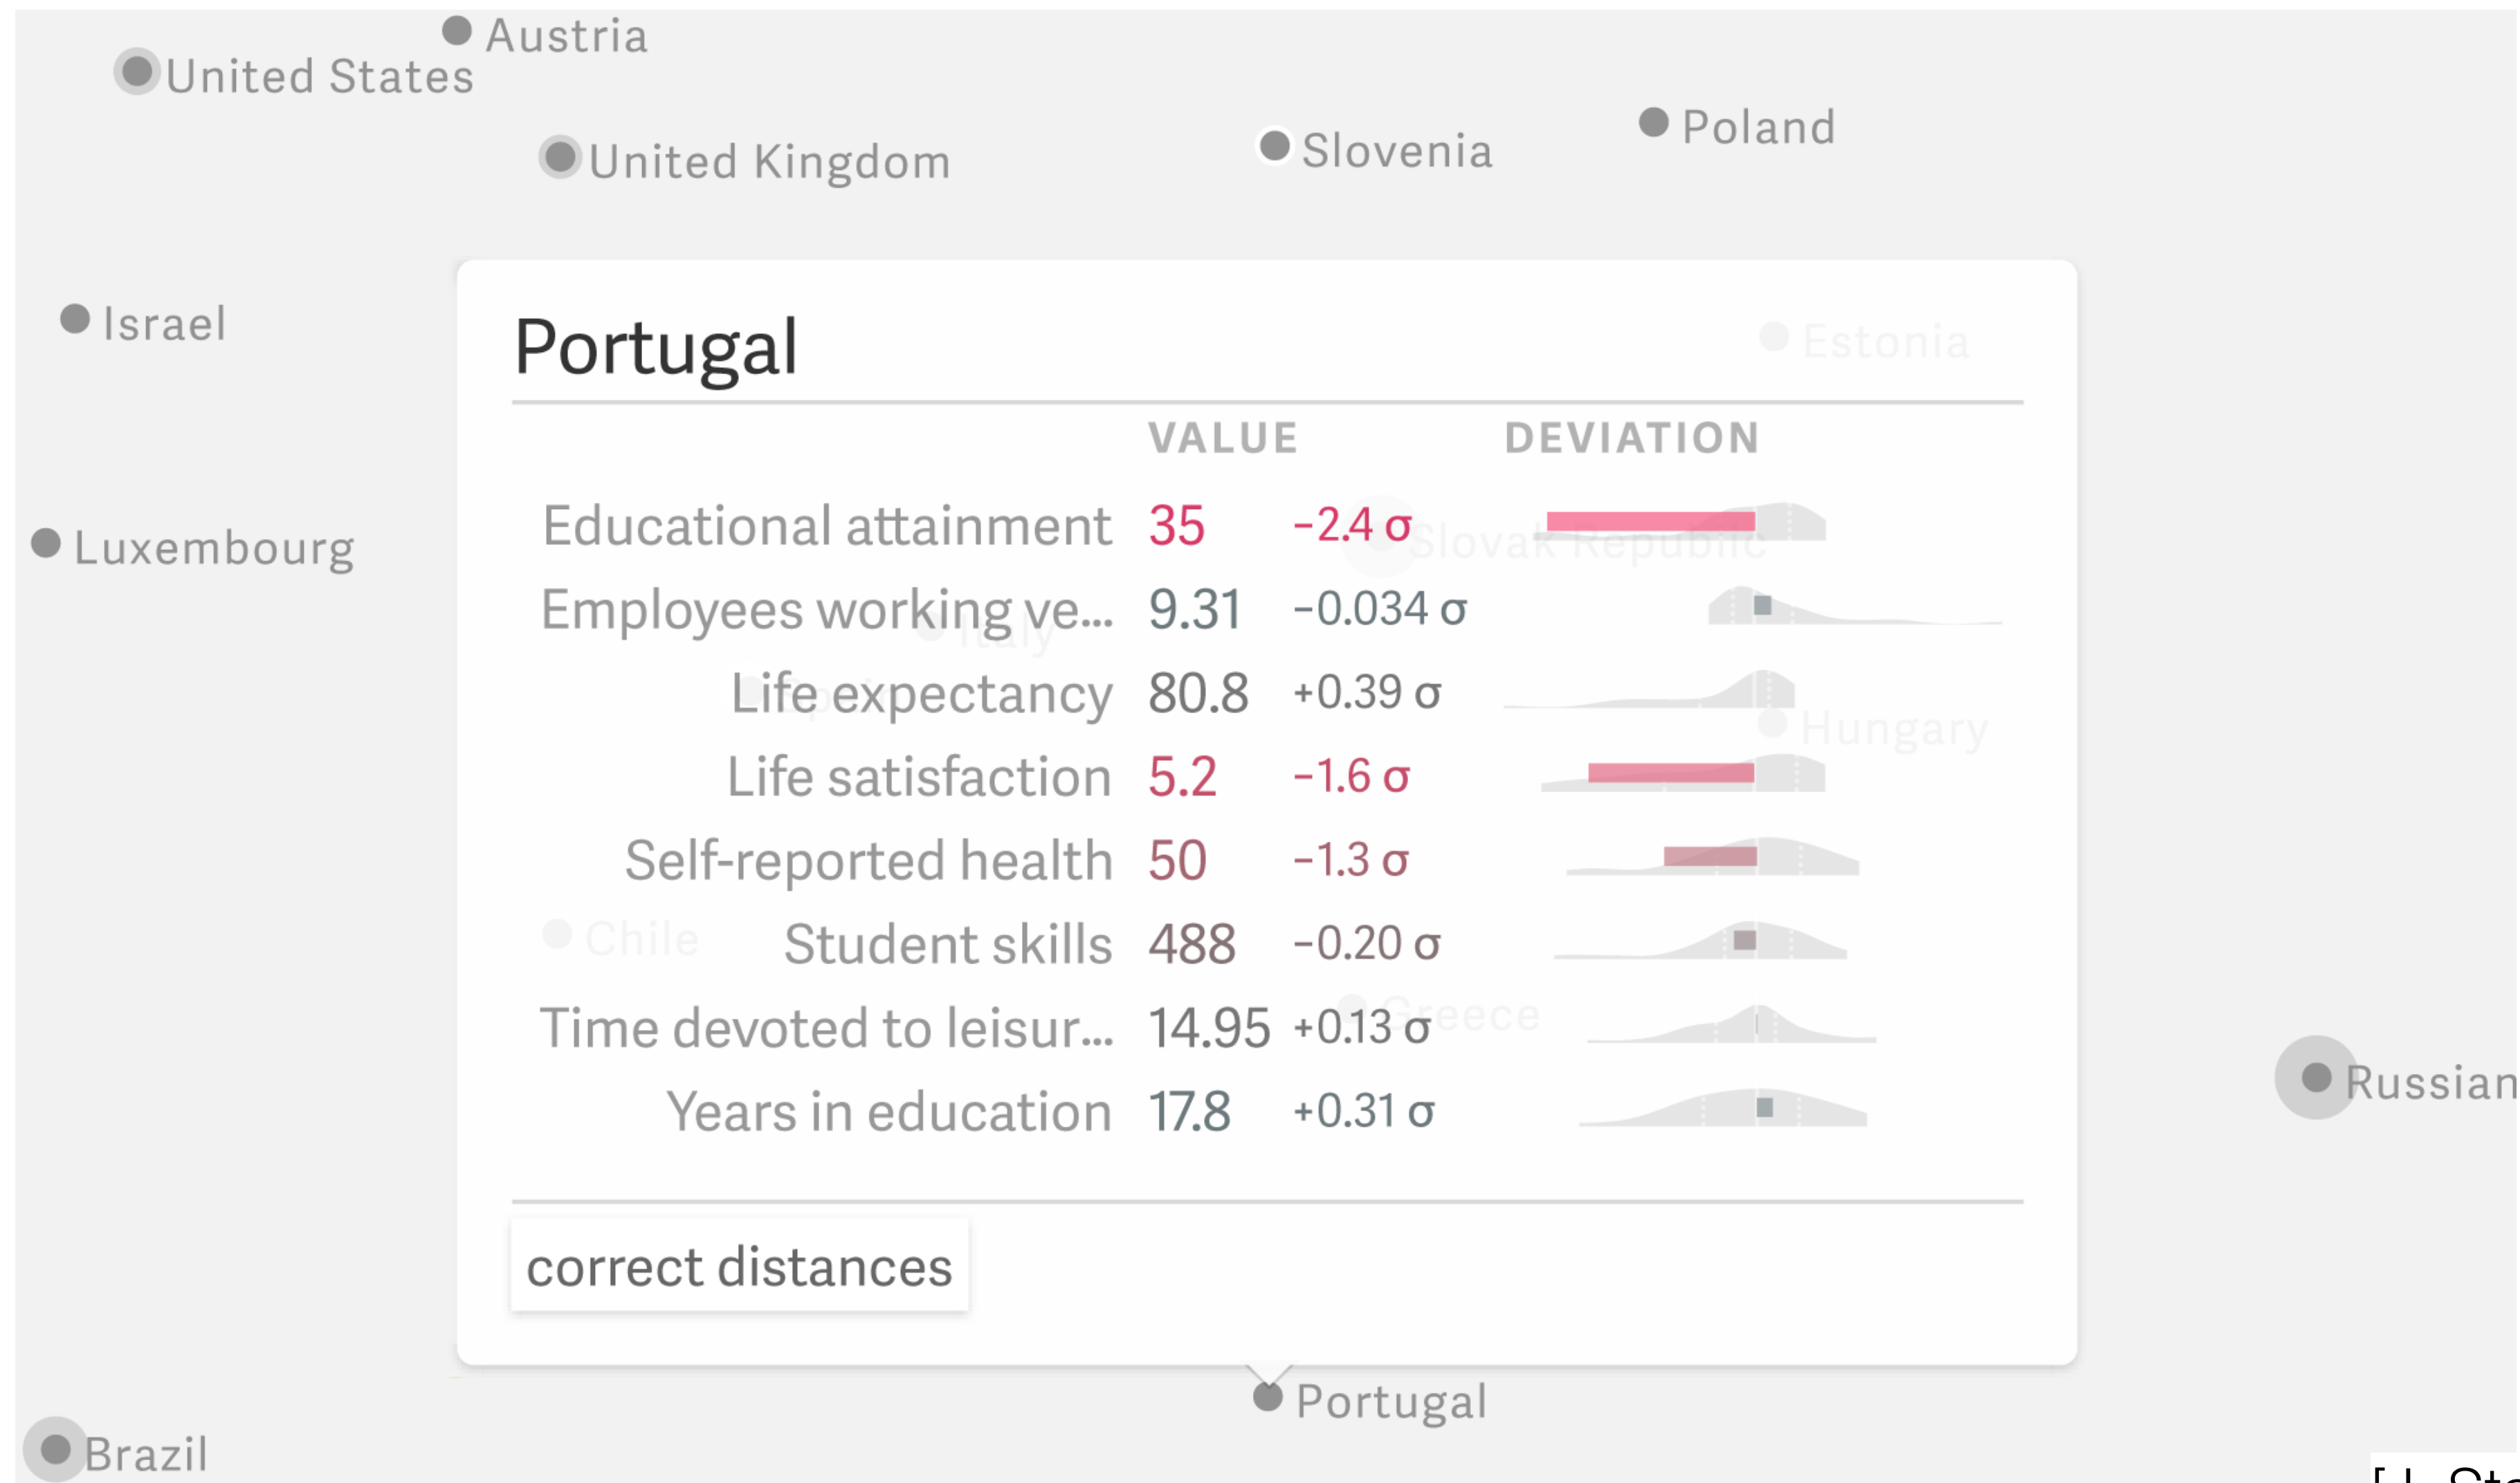 Austria
United States
United Kingdom
Slovenia
Poland
Israel
Portugal
Estonia
VALUE DEVIATION
Educational attainment 35 −2.4 σ
Slovak Republic
Luxembourg
Employees working ve... 9.31 −0.034 σ
Italy
Life expectancy 80.8 +0.39 σ
Spain
Hungary
Life satisfaction 5.2 −1.6 σ
Self-reported health 50 −1.3 σ
Chile
Student skills 488 −0.20 σ
Greece
Time devoted to leisur... 14.95 +0.13 σ
Russian
Years in education 17.8 +0.31 σ
correct distances
Portugal
Brazil